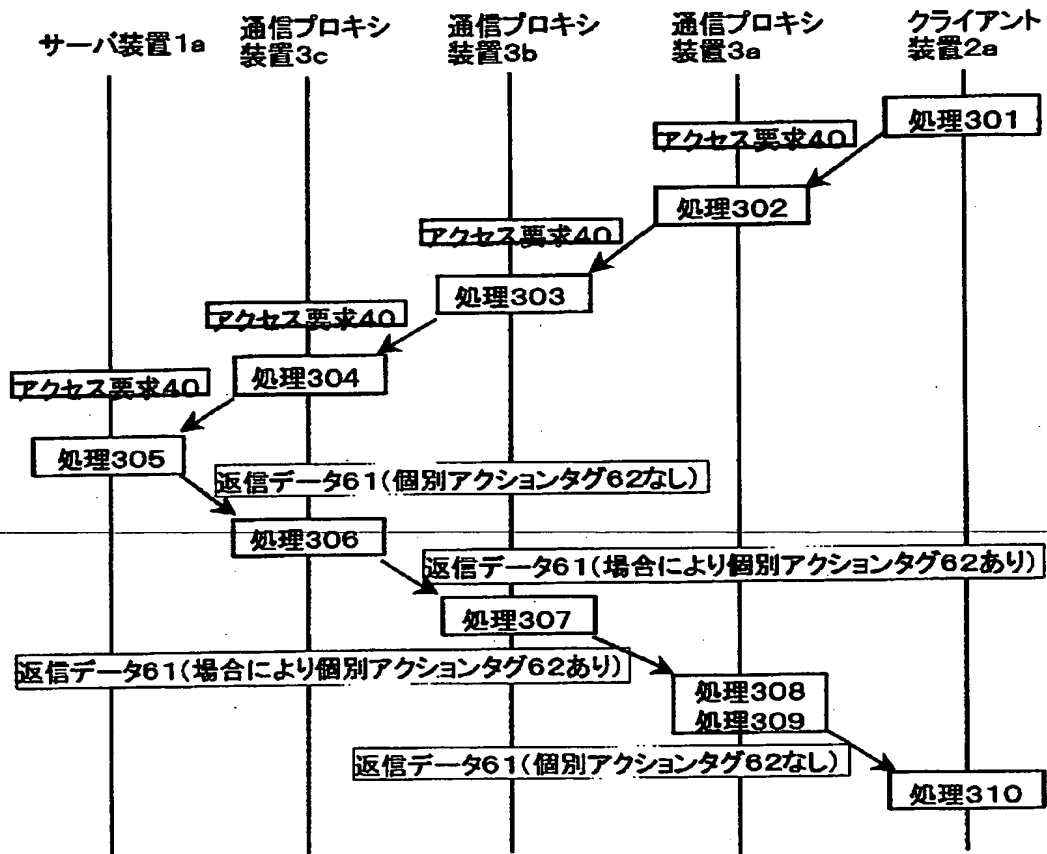 サーバ装置1a
通信プロキシ
装置3c
通信プロキシ
装置3b
通信プロキシ
装置3a
クライアント
装置2a
処理301
アクセス要求40
処理302
アクセス要求40
処理303
アクセス要求40
処理304
アクセス要求40
処理305
返信データ61(個別アクションタグ62なし)
処理306
返信データ61(場合により個別アクションタグ62あり)
処理307
返信データ61(場合により個別アクションタグ62あり)
処理308
処理309
返信データ61(個別アクションタグ62なし)
処理310